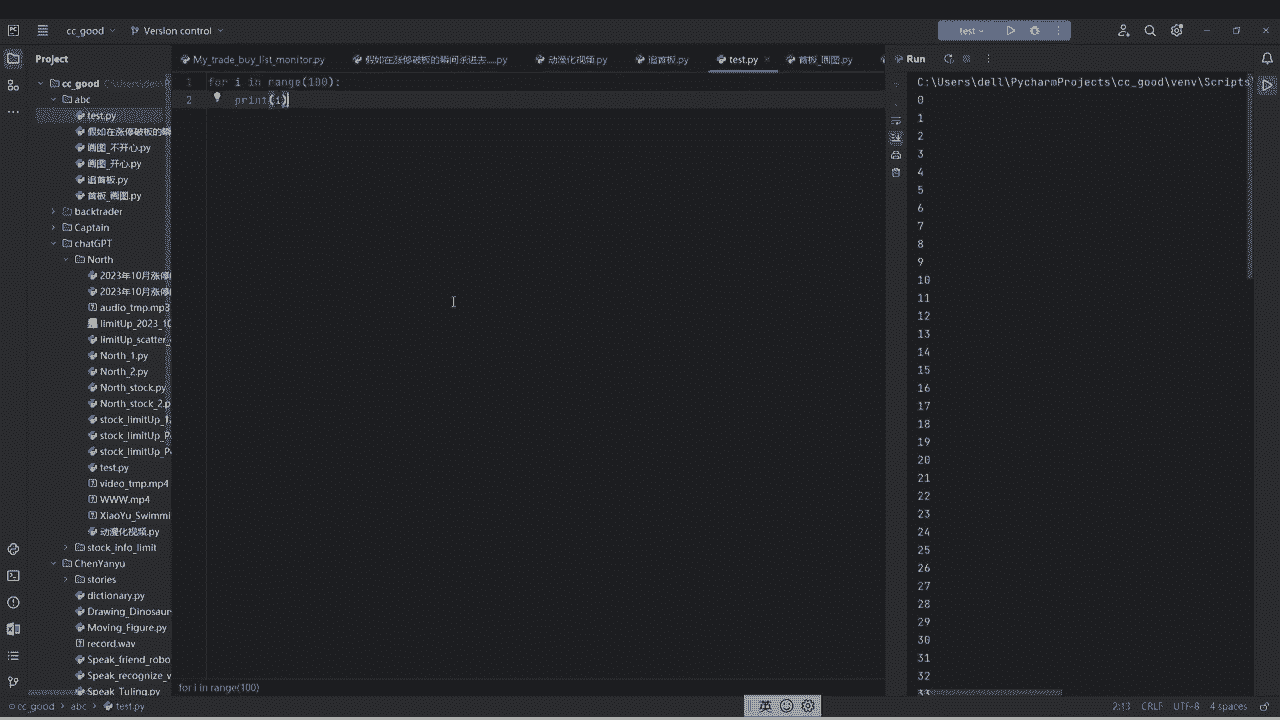 cc_good
Version control
test
Project
My_trade_buy_list_monitor.py
假如在涨停破板的瞬间杀进去....py
动漫化视频.py
追首板.py
test.py
首板_画图.py
Run
cc_good
abc
test.py
假如在涨停破板的瞬
画图_不开心.py
画图_开心.py
追首板.py
首板_画图.py
backtrader
Captain
chatGPT
North
2023年10月涨停
2023年10月涨停
audio_tmp.mp3
limitUp_2023_10
limitUp_scatter_
North_1.py
North_2.py
North_stock.py
North_stock_2.p
stock_limitUp_1
stock_limitUp_P
stock_limitUp_P
test.py
video_tmp.mp4
WWW.mp4
XiaoYu_Swimmi
动漫化视频.py
stock_info_limit
ChenYanyu
stories
dictionary.py
Drawing_Dinosaur
Moving_Figure.py
record.wav
Speak_friend_robo
Speak_recognize_v
Speak_Tuling.py
1 for i in range(100):
2 print(i)
C:\Users\dell\PycharmProjects\cc_good\venv\Scripts
0
1
2
3
4
5
6
7
8
9
10
11
12
13
14
15
16
17
18
19
20
21
22
23
24
25
26
27
28
29
30
31
32
33
for i in range(100)
cc_good > abc > test.py
2:13 CRLF UTF-8 4 spaces